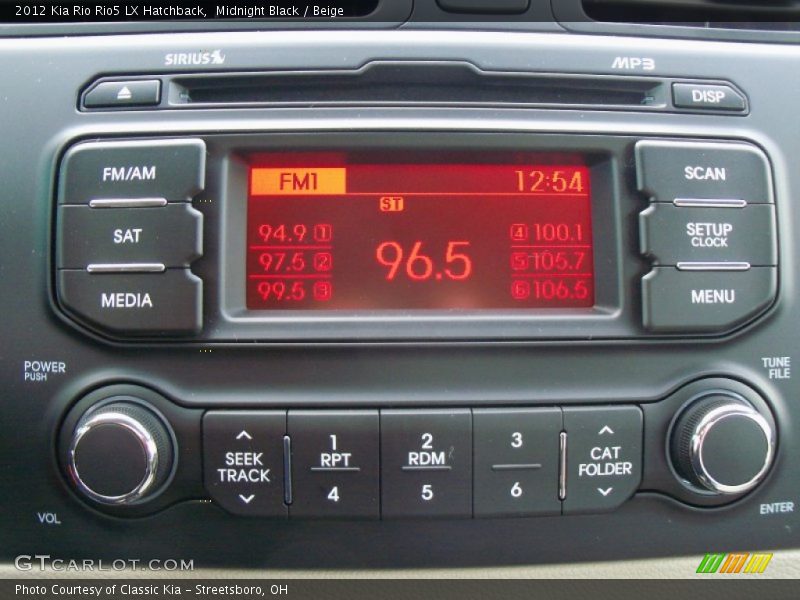 2012 Kia Rio Rio5 LX Hatchback, Midnight Black / Beige
SIRIUS
MP3
DISP
FM/AM
SAT
MEDIA
FM1
12:54
ST
94.9 1
97.5 2
99.5 3
96.5
4 100.1
5 105.7
6 106.5
SCAN
SETUP
CLOCK
MENU
POWER
PUSH
TUNE
FILE
SEEK
TRACK
1
RPT
4
2
RDM
5
3
6
CAT
FOLDER
VOL
ENTER
GTCARLOT.COM
Photo Courtesy of Classic Kia - Streetsboro, OH